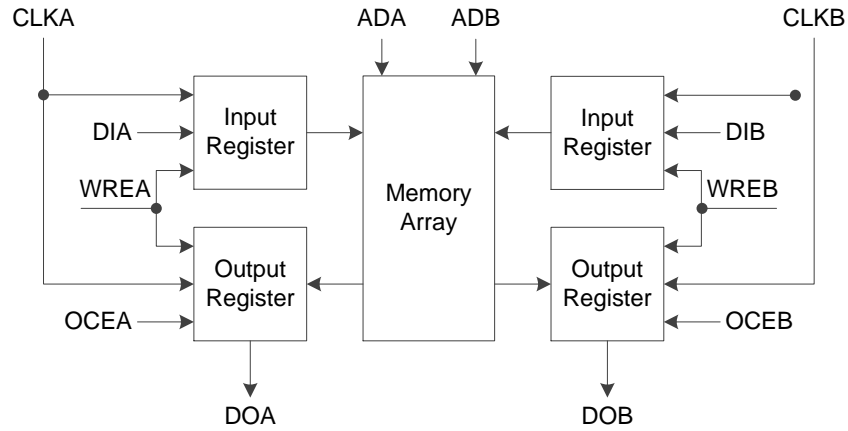 CLKA
ADA
ADB
CLKB
Input
Register
Input
Register
DIA
DIB
WREA
Memory
Array
WREB
Output
Register
Output
Register
OCEA
OCEB
DOA
DOB